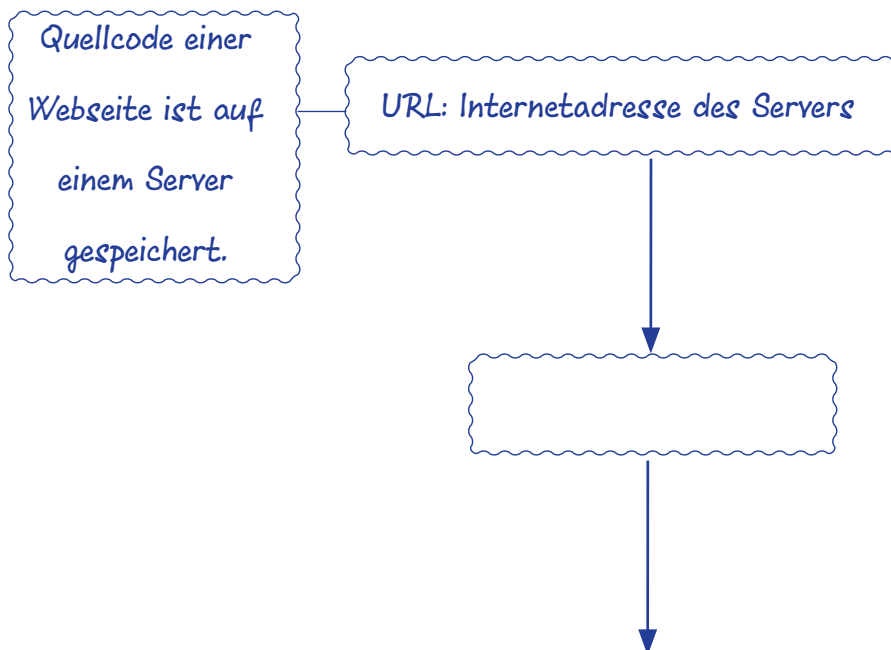 Quellcode einer
Webseite ist auf
einem Server
gespeichert.
URL: Internetadresse des Servers